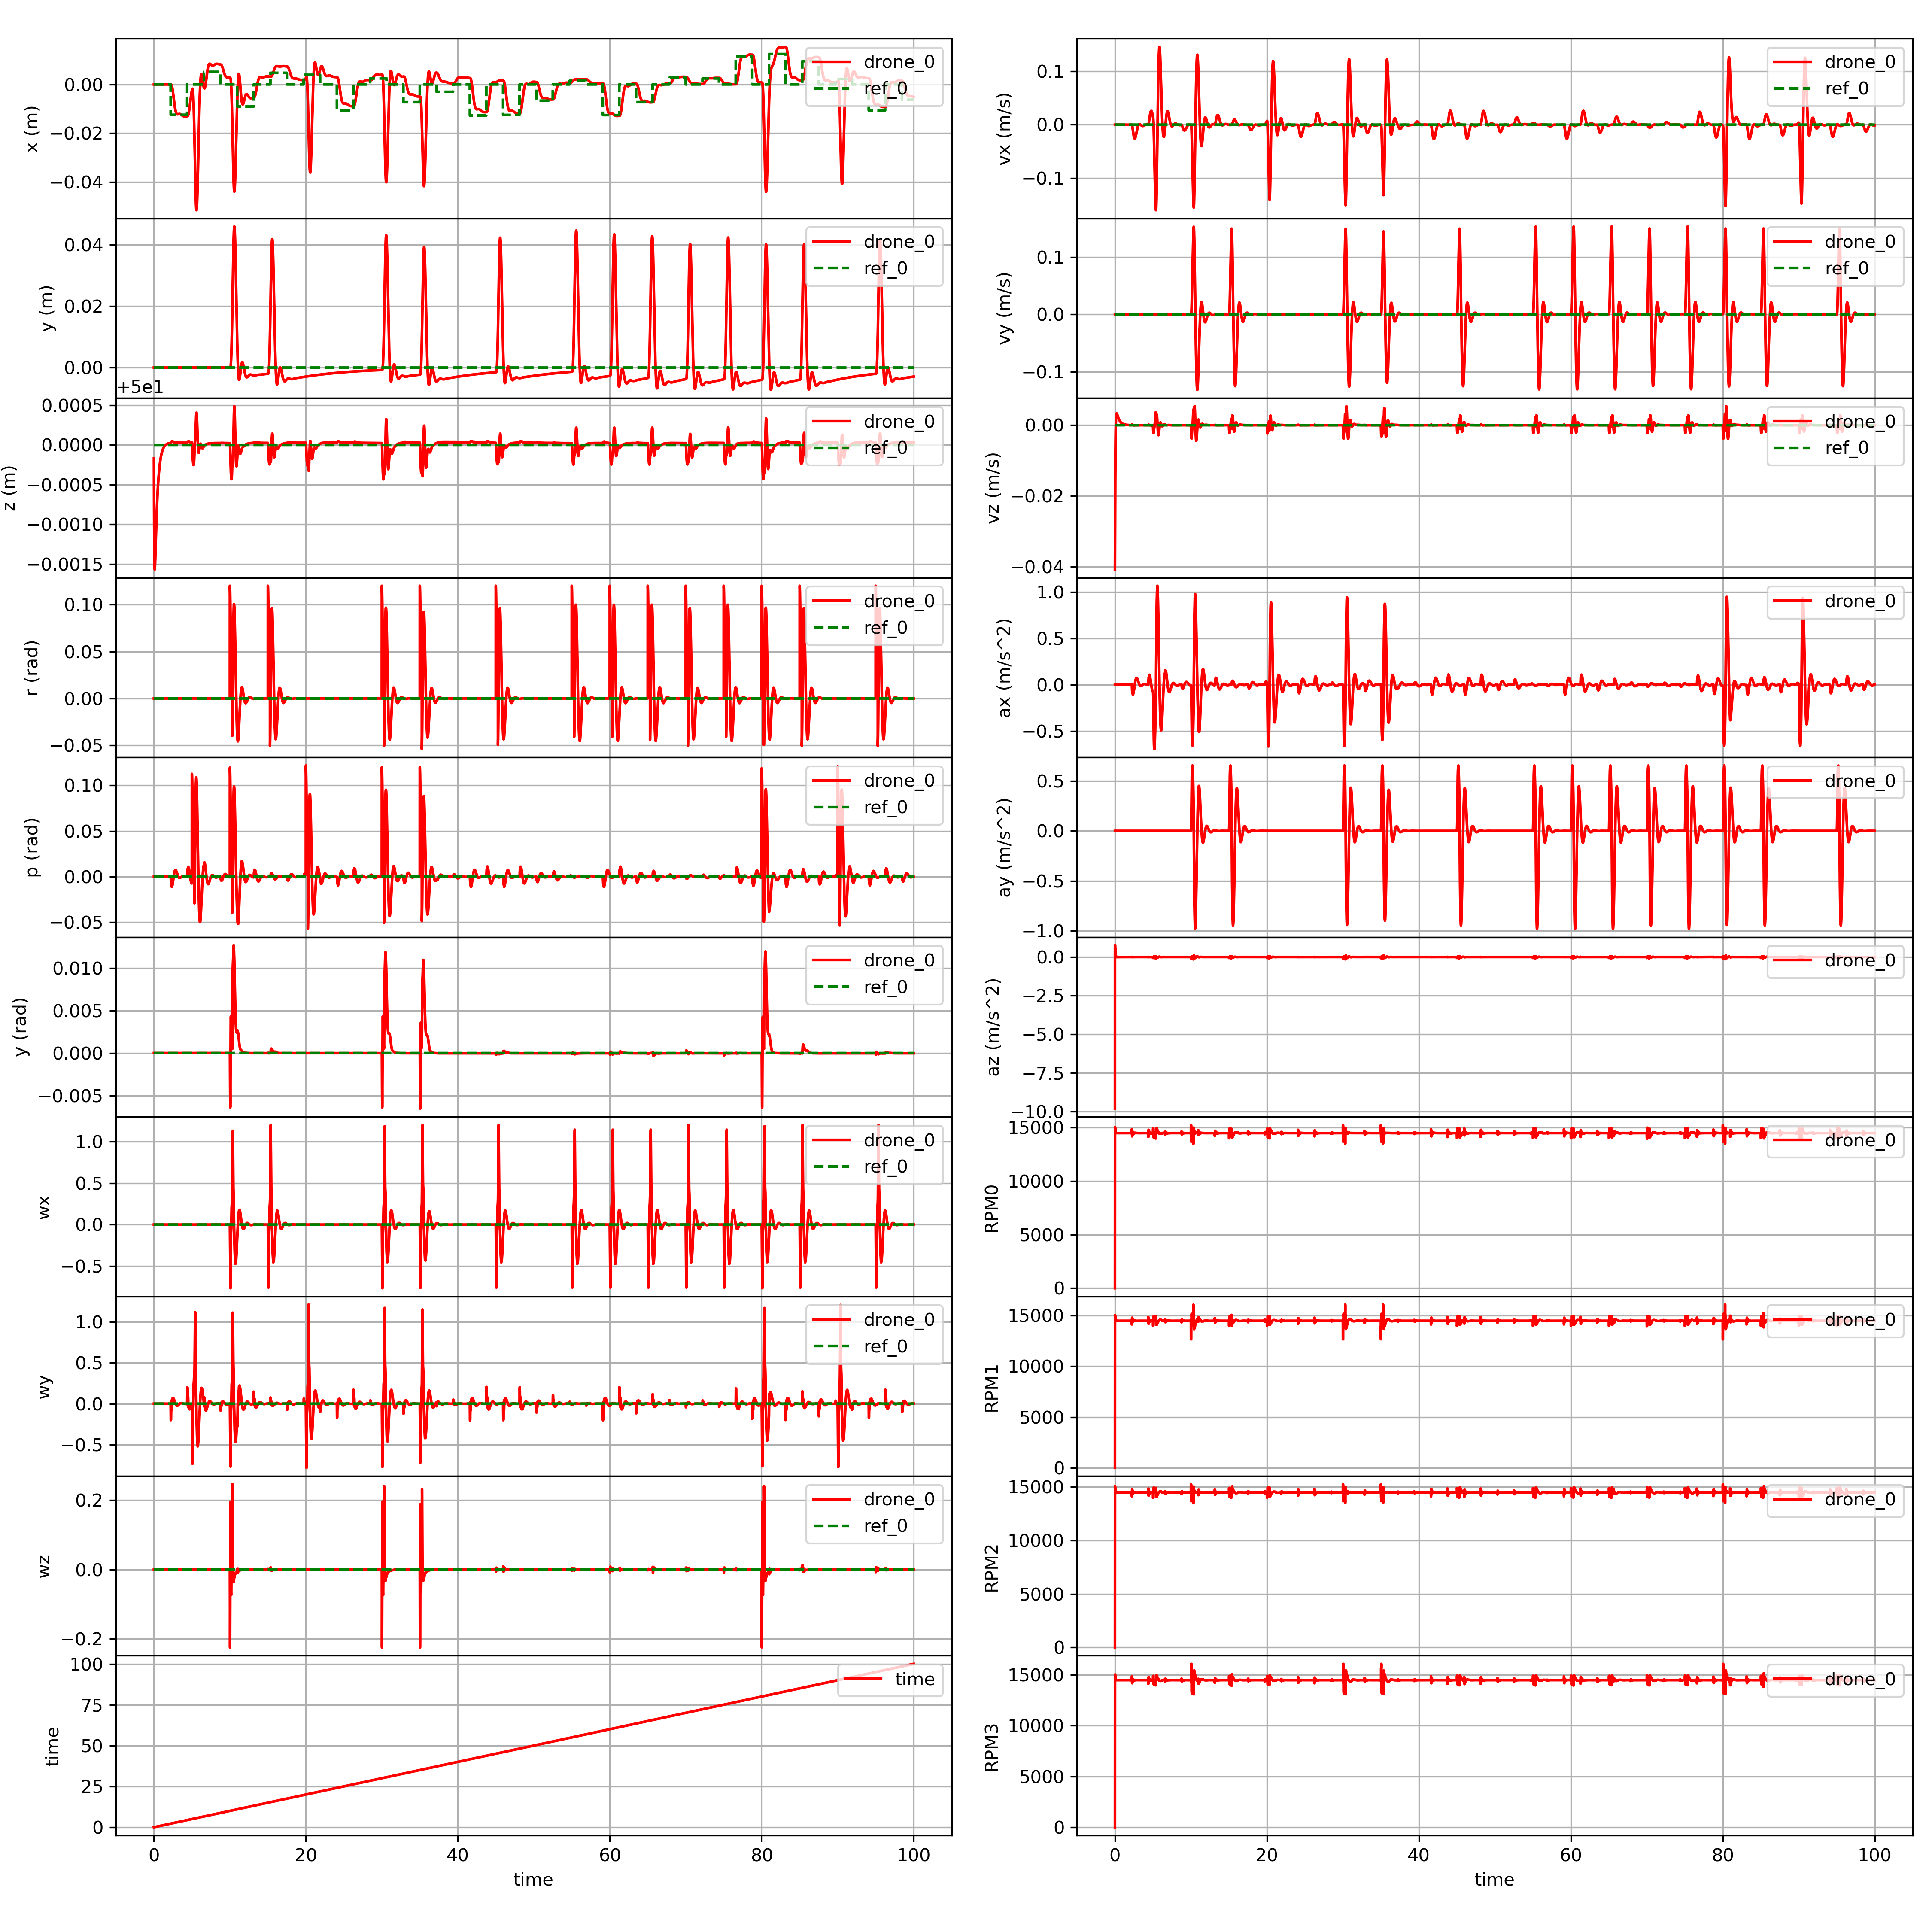 0.00
−0.02
−0.04
x (m)
drone_0
ref_0
0.04
0.02
0.00
y (m)
drone_0
ref_0
+5e1
0.0005
0.0000
−0.0005
−0.0010
−0.0015
z (m)
drone_0
ref_0
0.10
0.05
0.00
−0.05
r (rad)
drone_0
ref_0
0.10
0.05
0.00
−0.05
p (rad)
drone_0
ref_0
0.010
0.005
0.000
−0.005
y (rad)
drone_0
ref_0
1.0
0.5
0.0
−0.5
wx
drone_0
ref_0
1.0
0.5
0.0
−0.5
wy
drone_0
ref_0
0.2
0.0
−0.2
wz
drone_0
ref_0
100
75
50
25
0
time
time
0 20 40 60 80 100
time
0.1
0.0
−0.1
vx (m/s)
drone_0
ref_0
0.1
0.0
−0.1
vy (m/s)
drone_0
ref_0
0.00
−0.02
−0.04
vz (m/s)
drone_0
ref_0
1.0
0.5
0.0
−0.5
ax (m/s^2)
drone_0
0.5
0.0
−0.5
−1.0
ay (m/s^2)
drone_0
0.0
−2.5
−5.0
−7.5
−10.0
az (m/s^2)
drone_0
15000
10000
5000
0
RPM0
drone_0
15000
10000
5000
0
RPM1
drone_0
15000
10000
5000
0
RPM2
drone_0
15000
10000
5000
0
RPM3
drone_0
0 20 40 60 80 100
time